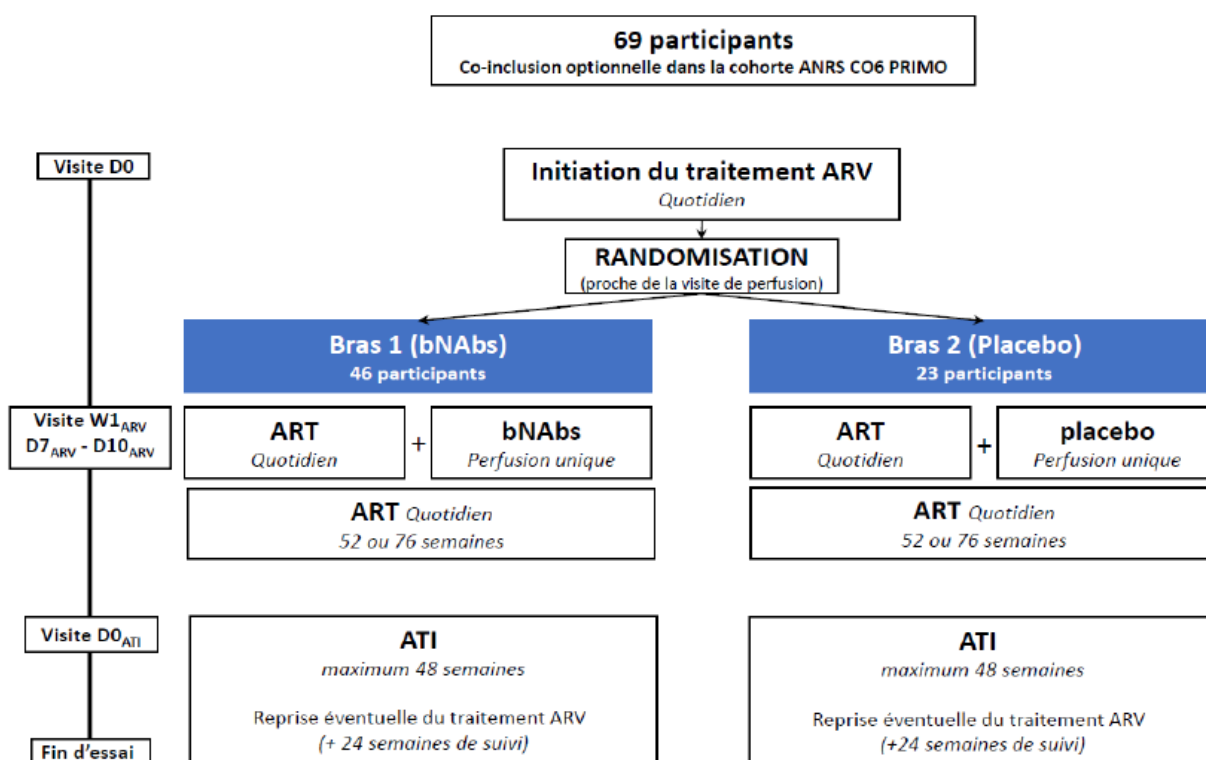 69 participants
Co-inclusion optionnelle dans la cohorte ANRS CO6 PRIMO
Visite D0
Initiation du traitement ARV
Quotidien
RANDOMISATION
(proche de la visite de perfusion)
Bras 1 (bNAbs)
46 participants
Bras 2 (Placebo)
23 participants
Visite W1ARV
D7ARV - D10ARV
ART
Quotidien
+
bNAbs
Perfusion unique
ART
Quotidien
+
placebo
Perfusion unique
ART Quotidien
52 ou 76 semaines
ART Quotidien
52 ou 76 semaines
Visite D0ATI
ATI
maximum 48 semaines
Reprise éventuelle du traitement ARV
(+ 24 semaines de suivi)
ATI
maximum 48 semaines
Reprise éventuelle du traitement ARV
(+24 semaines de suivi)
Fin d'essai